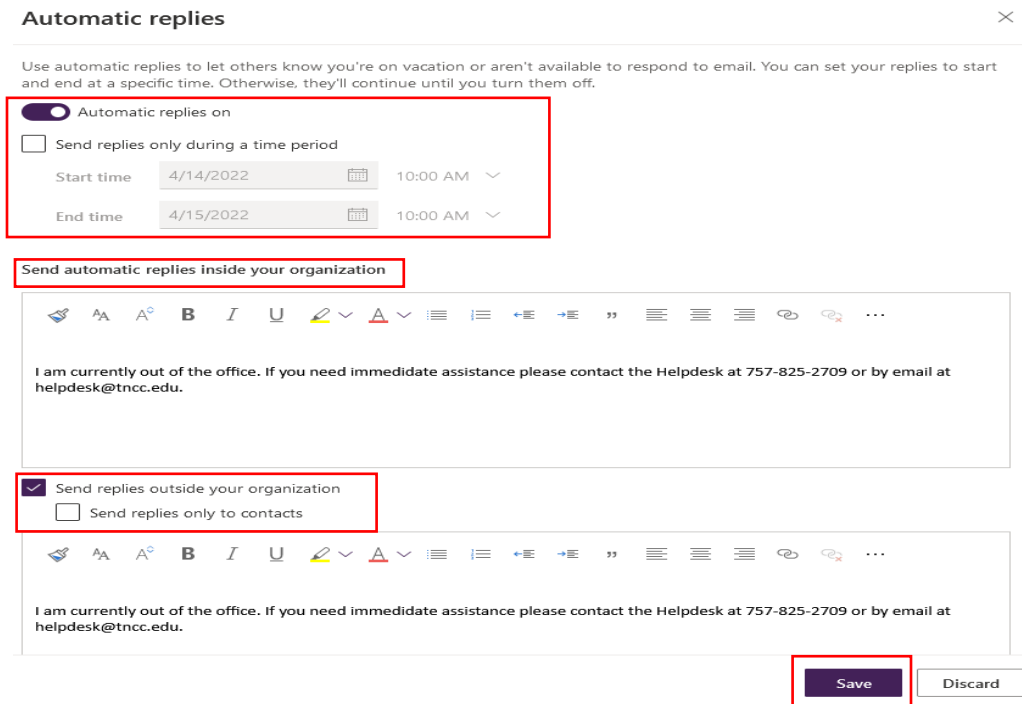 Automatic replies
Use automatic replies to let others know you're on vacation or aren't available to respond to email. You can set your replies to start
and end at a specific time. Otherwise, they'll continue until you turn them off.
Automatic replies on
Send replies only during a time period
Start time 4/14/2022 10:00 AM
End time 4/15/2022 10:00 AM
Send automatic replies inside your organization
I am currently out of the office. If you need immedidate assistance please contact the Helpdesk at 757-825-2709 or by email at
helpdesk@tncc.edu.
Send replies outside your organization
Send replies only to contacts
I am currently out of the office. If you need immedidate assistance please contact the Helpdesk at 757-825-2709 or by email at
helpdesk@tncc.edu.
Save Discard